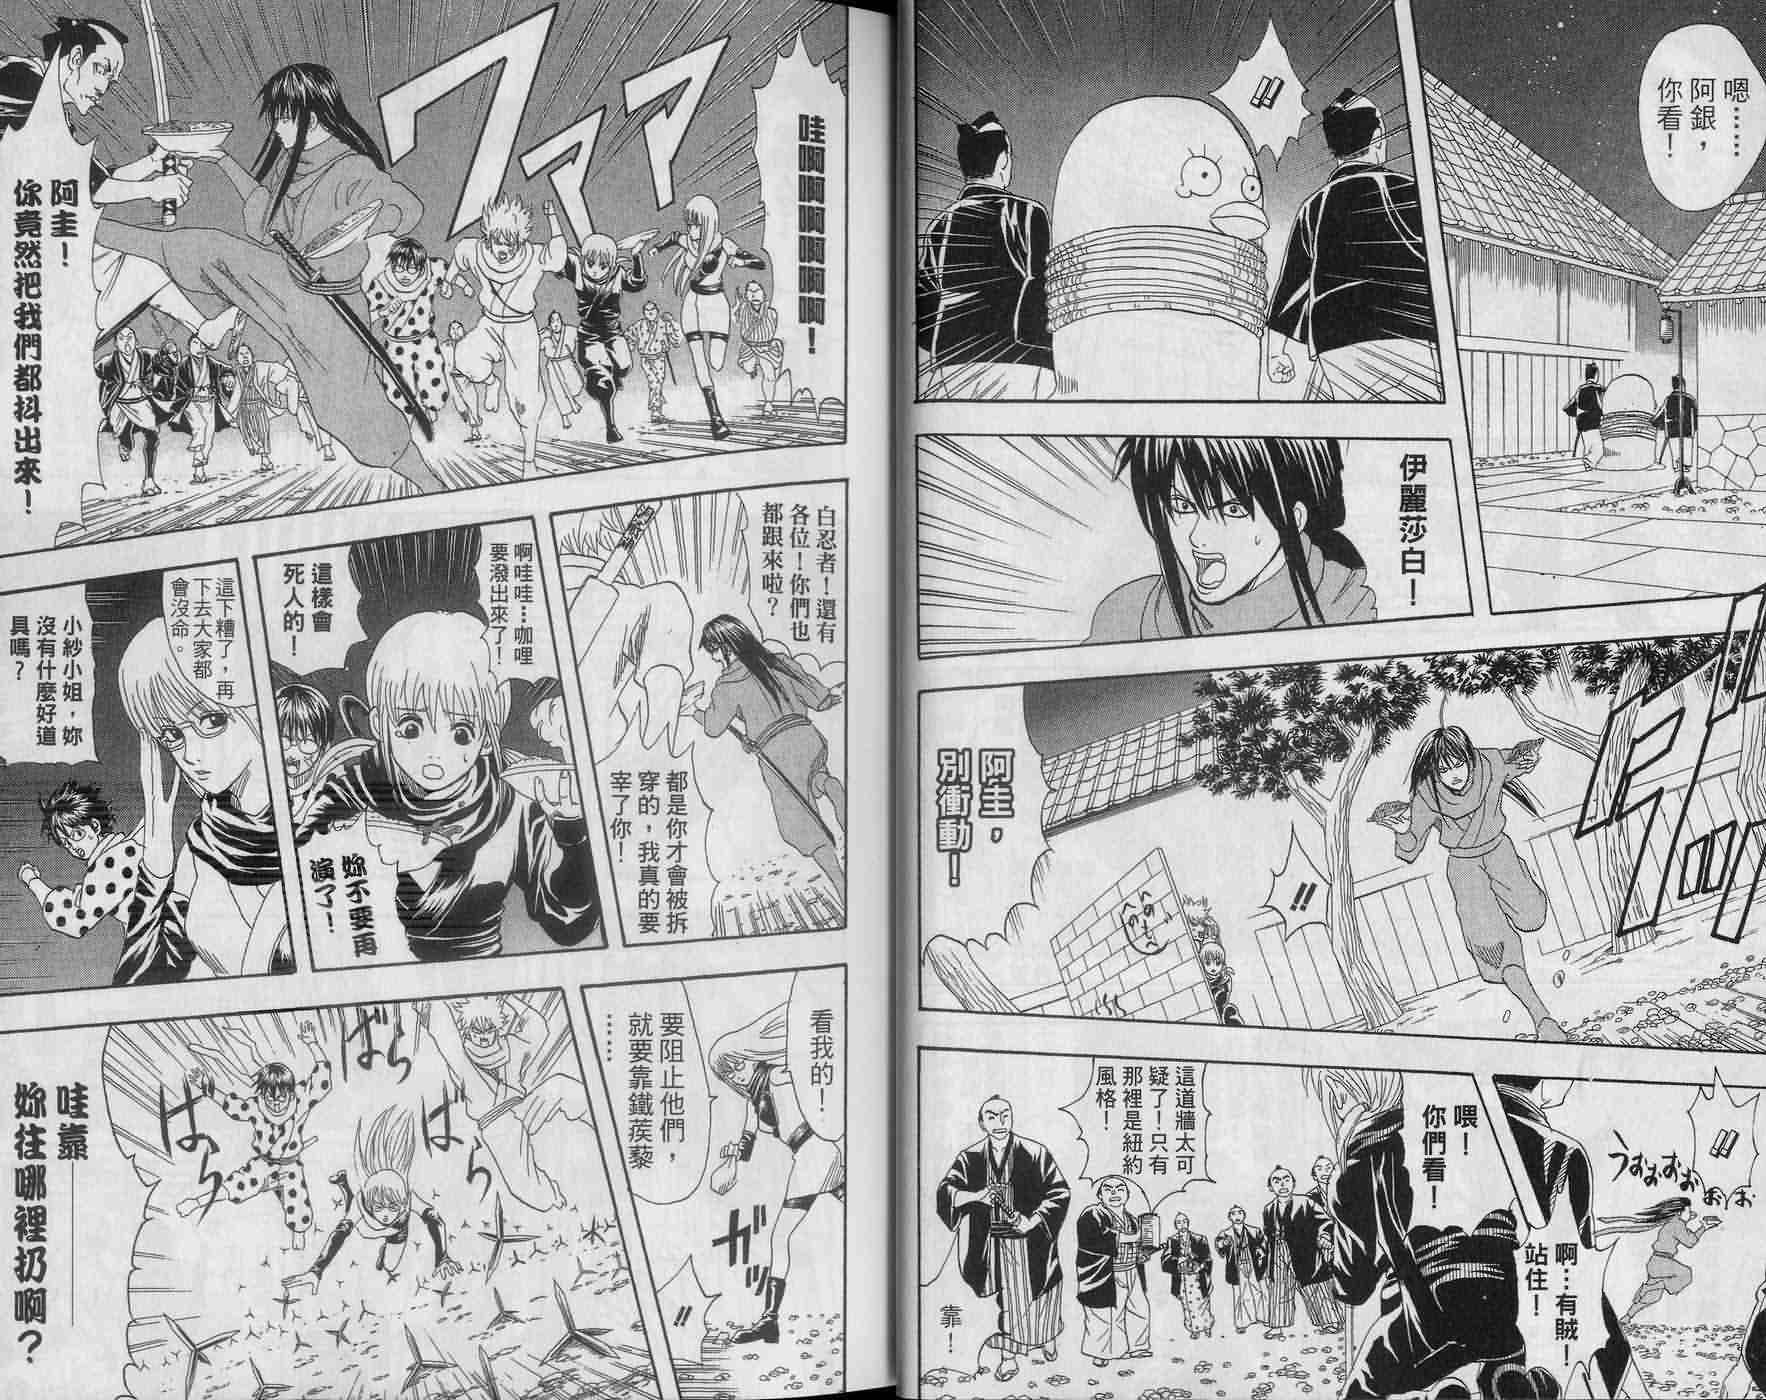 嗯……
阿銀，
你看！
!!
伊麗莎白！
阿圭，
別衝動！
!!
へのへの
もへ
!!
うおおおおおお
啊…有賊！
站住！
喂！
你們看！
這道牆太可
疑了！只有
那裡是紐約
風格！
靠！
哇啊啊啊啊啊啊！
ワァァァ
阿圭！
你竟然把我們都抖出來！
白忍者！還有
各位！你們也
都跟來啦？
都是你才會被拆
穿的，我真的要
宰了你！
啊哇哇…咖哩
要潑出來了！
這樣會
死人的！
妳不要再
演了！
這下糟了，再
下去大家都
會沒命。
小紗小姐，妳
沒有什麼好道
具嗎？
看我的！
要阻止他們，
就要靠鐵蒺藜
……
ガッ
!!
ばら
ばら
ばら
哇靠——
妳往哪裡扔啊？